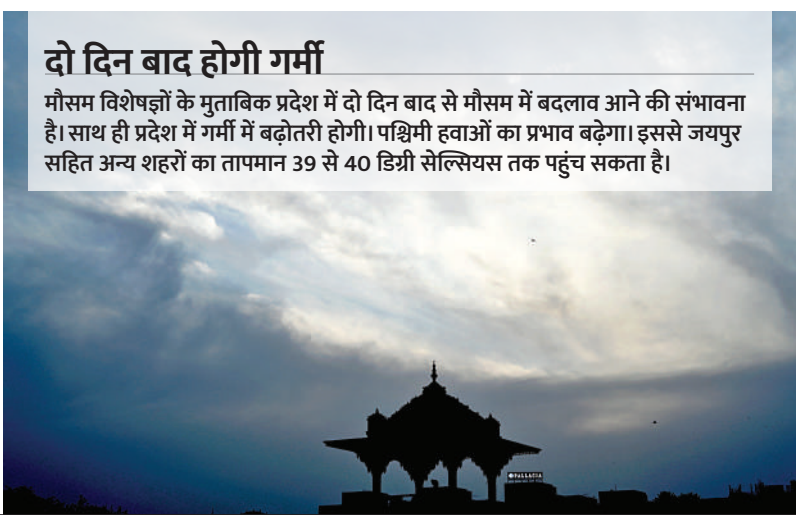 दो दिन बाद होगी गर्मी
मौसम विशेषज्ञों के मुताबिक प्रदेश में दो दिन बाद से मौसम में बदलाव आने की संभावना
है। साथ ही प्रदेश में गर्मी में बढ़ोतरी होगी। पश्चिमी हवाओं का प्रभाव बढ़ेगा। इससे जयपुर
सहित अन्य शहरों का तापमान 39 से 40 डिग्री सेल्सियस तक पहुंच सकता है।
PALLADIA